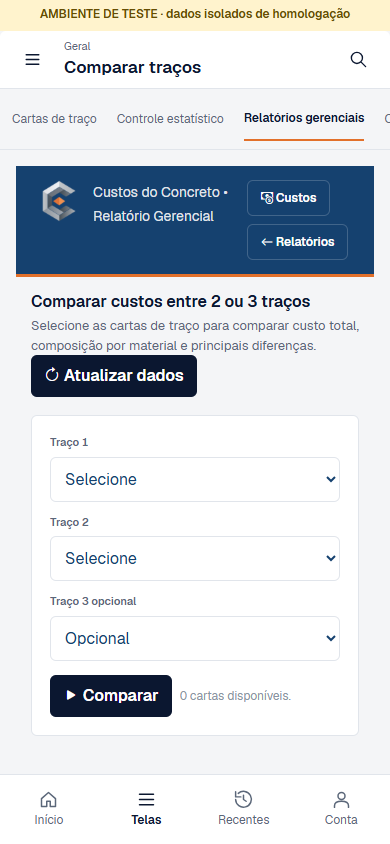 AMBIENTE DE TESTE · dados isolados de homologação
Geral
Comparar traços
Cartas de traço
Controle estatístico
Relatórios gerenciais
Custos do Concreto •
Relatório Gerencial
Custos
← Relatórios
Comparar custos entre 2 ou 3 traços
Selecione as cartas de traço para comparar custo total,
composição por material e principais diferenças.
Atualizar dados
Traço 1
Selecione
Traço 2
Selecione
Traço 3 opcional
Opcional
Comparar
0 cartas disponíveis.
Início
Telas
Recentes
Conta